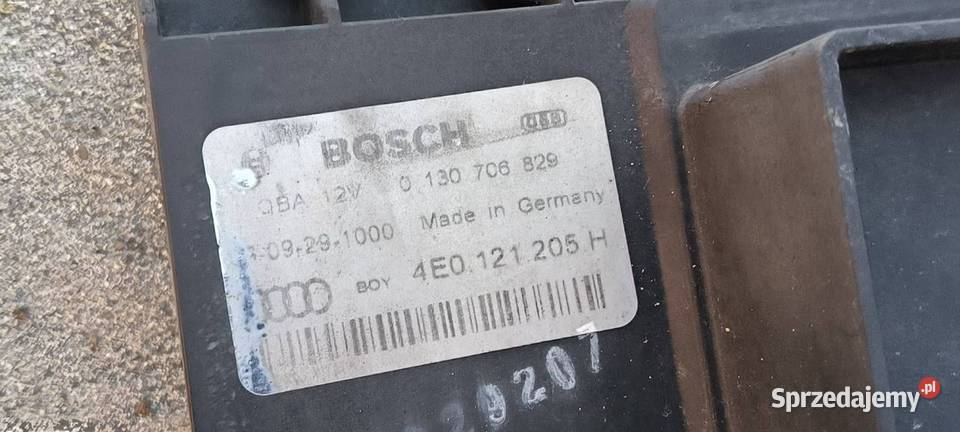 BOSCH
QBA 12V 0 130 706 829
09-29-1000 Made in Germany
BOY 4E0.121.205 H
20207
Sprzedajemy.pl